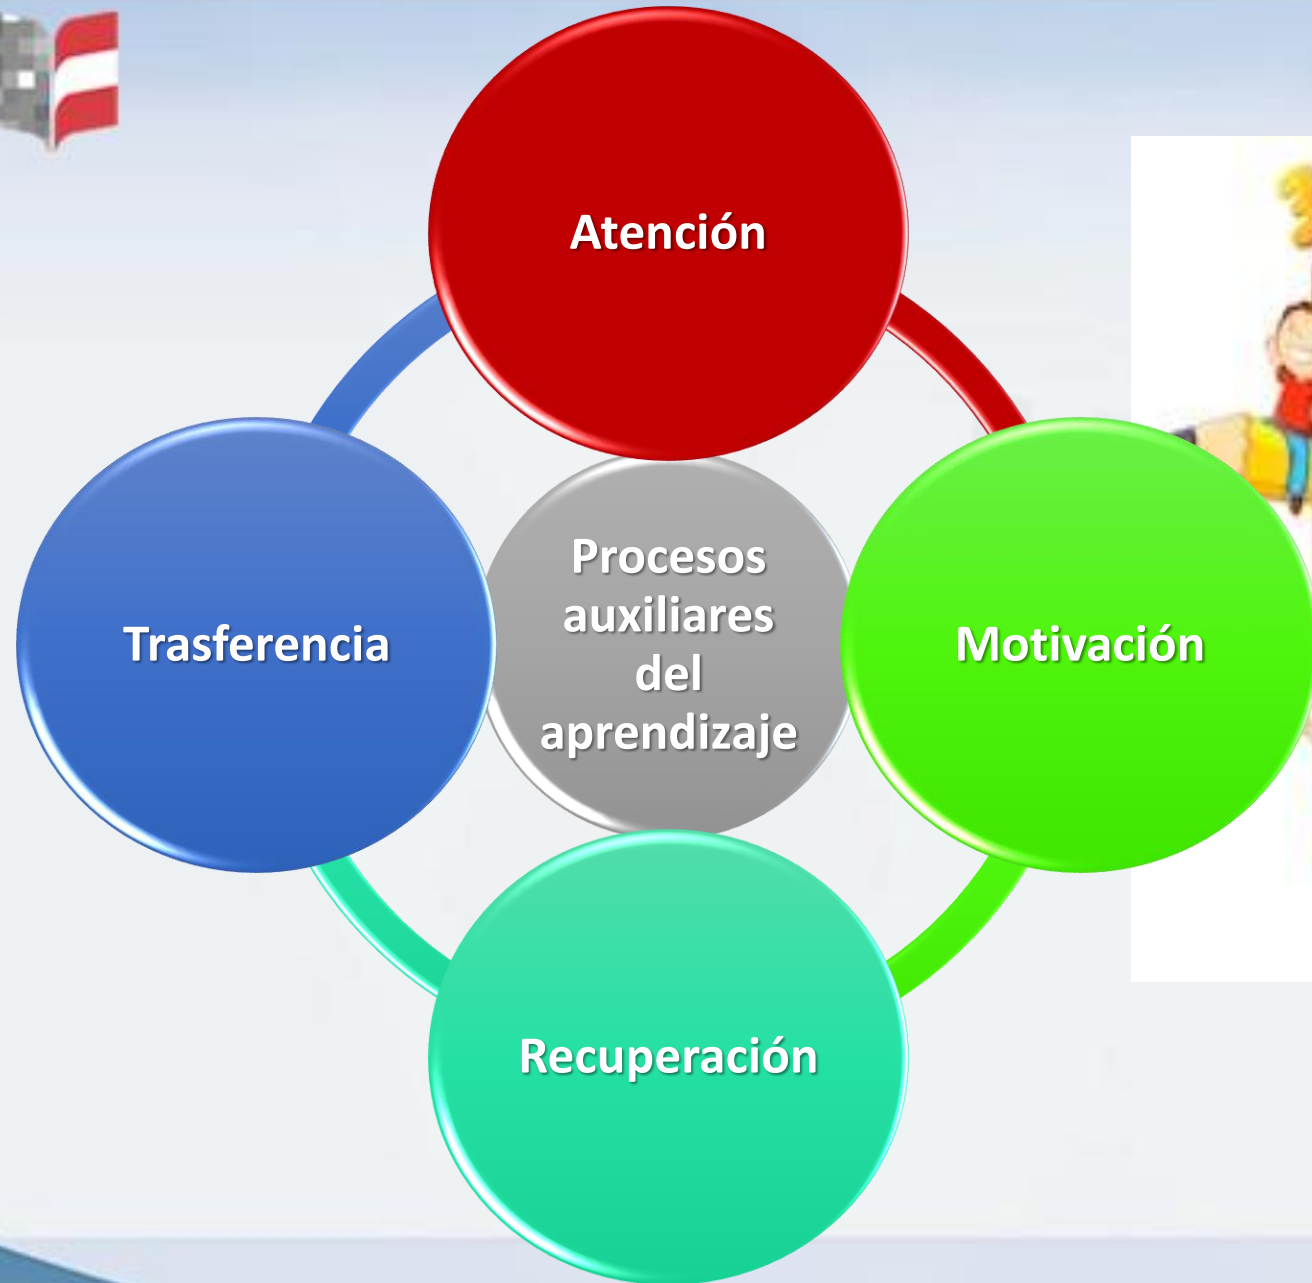 Atención
Trasferencia
Procesos
auxiliares
del
aprendizaje
Motivación
Recuperación